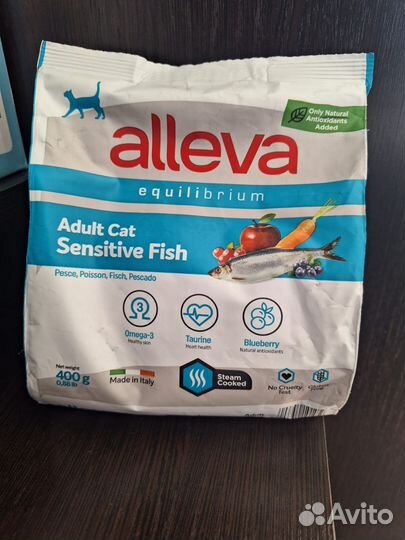 Only Natural
Antioxidants
Added
alleva
equilibrium
Adult Cat
Sensitive Fish
Pesce, Poisson, Fisch, Pescado
Omega-3
Healthy skin
Taurine
Heart health
Blueberry
Natural antioxidants
Net weight
400 g
0,88 lb
Made in Italy
Steam
Cooked
No Cruelty
Test
Adult
Avito